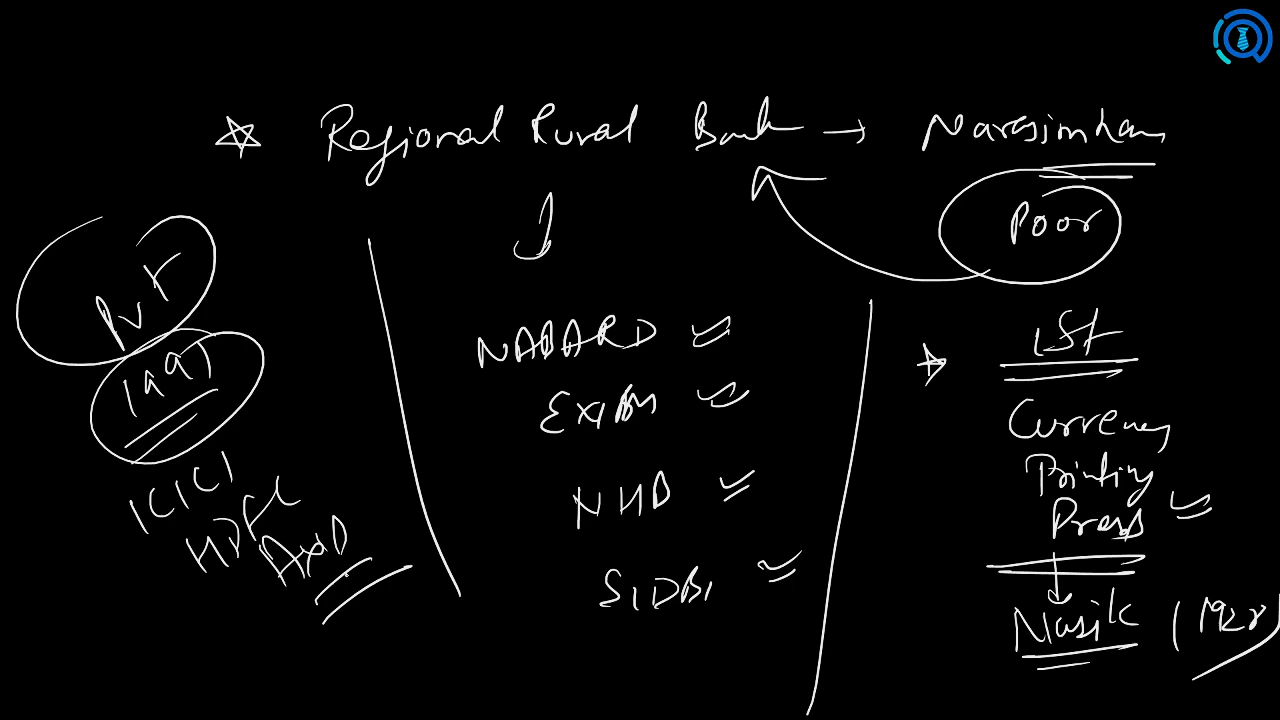 Regional Rural Bank → Narsimham
Poor
Pvt
1991
ICICI
HDFC
AXIS
NABARD
EXIM
NHB
SIDBI
1st
Currency
Printing
Press
Nasik (1928)